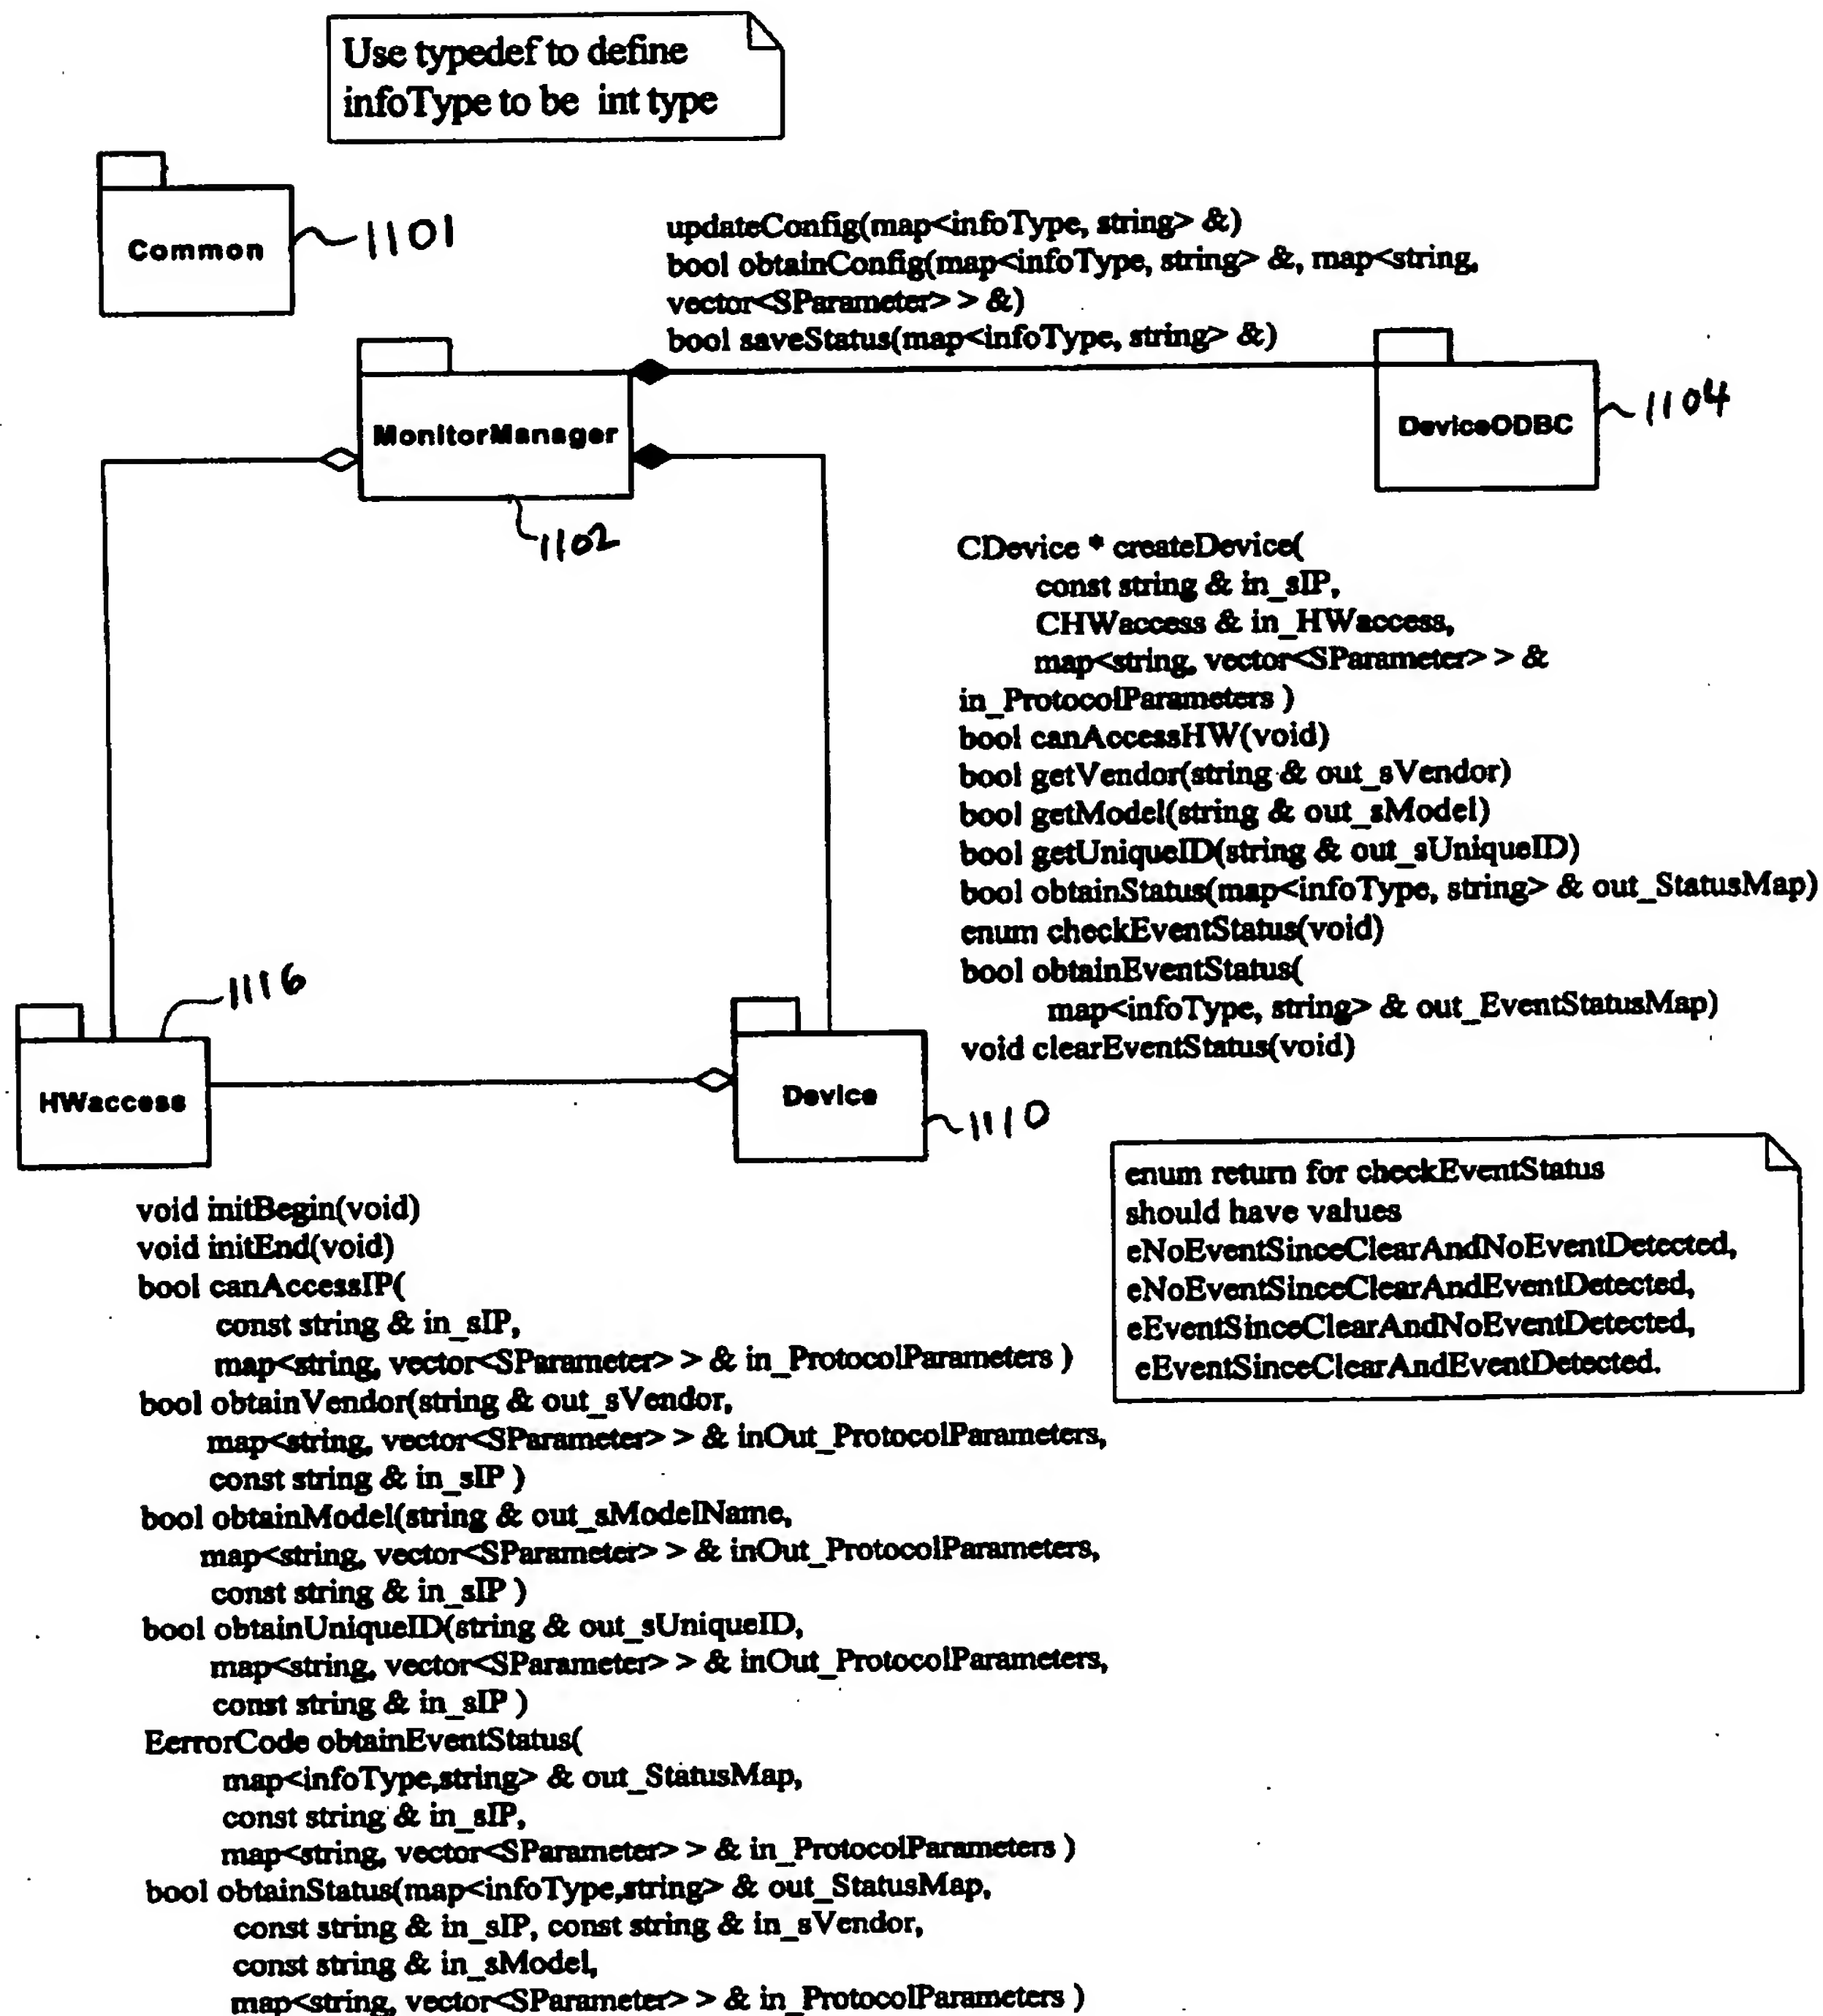 Use typedef to define
infoType to be int type
Common
1101
updateConfig(map<infoType, string> &)
bool obtainConfig(map<infoType, string> &, map<string,
vector<SParameter> > &)
bool saveStatus(map<infoType, string> &)
MonitorManager
1102
DeviceODBC
1104
CDevice * createDevice(
const string & in_sIP,
CHWaccess & in_HWaccess,
map<string, vector<SParameter> > &
in_ProtocolParameters )
bool canAccessHW(void)
bool getVendor(string & out_sVendor)
bool getModel(string & out_sModel)
bool getUniqueID(string & out_sUniqueID)
bool obtainStatus(map<infoType, string> & out_StatusMap)
enum checkEventStatus(void)
bool obtainEventStatus(
map<infoType, string> & out_EventStatusMap)
void clearEventStatus(void)
HWaccess
1116
Device
1110
enum return for checkEventStatus
should have values
eNoEventSinceClearAndNoEventDetected,
eNoEventSinceClearAndEventDetected,
eEventSinceClearAndNoEventDetected,
eEventSinceClearAndEventDetected.
void initBegin(void)
void initEnd(void)
bool canAccessIP(
const string & in_sIP,
map<string, vector<SParameter> > & in_ProtocolParameters )
bool obtainVendor(string & out_sVendor,
map<string, vector<SParameter> > & inOut_ProtocolParameters,
const string & in_sIP )
bool obtainModel(string & out_sModelName,
map<string, vector<SParameter> > & inOut_ProtocolParameters,
const string & in_sIP )
bool obtainUniqueID(string & out_sUniqueID,
map<string, vector<SParameter> > & inOut_ProtocolParameters,
const string & in_sIP )
EerrorCode obtainEventStatus(
map<infoType,string> & out_StatusMap,
const string & in_sIP,
map<string, vector<SParameter> > & in_ProtocolParameters )
bool obtainStatus(map<infoType,string> & out_StatusMap,
const string & in_sIP, const string & in_sVendor,
const string & in_sModel,
map<string, vector<SParameter> > & in_ProtocolParameters )